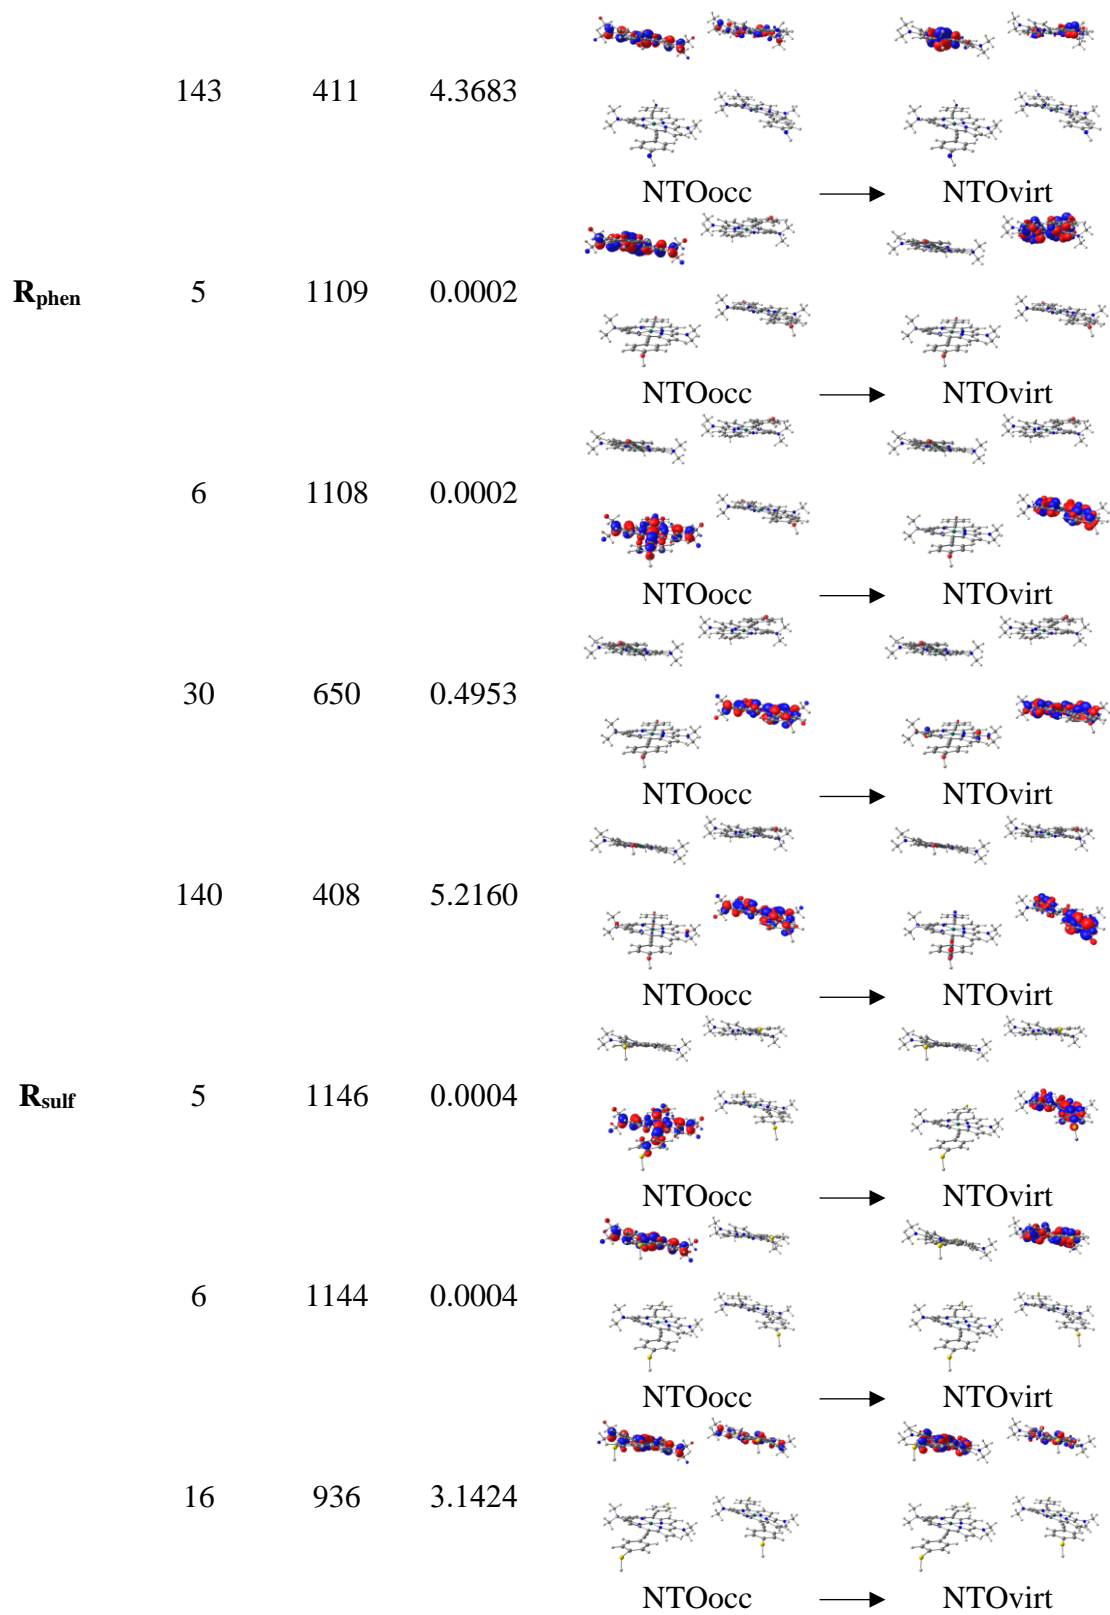 143 411 4.3683
NTOocc NTOvirt
Rphen 5 1109 0.0002
NTOocc NTOvirt
6 1108 0.0002
NTOocc NTOvirt
30 650 0.4953
NTOocc NTOvirt
140 408 5.2160
NTOocc NTOvirt
Rsulf 5 1146 0.0004
NTOocc NTOvirt
6 1144 0.0004
NTOocc NTOvirt
16 936 3.1424
NTOocc NTOvirt